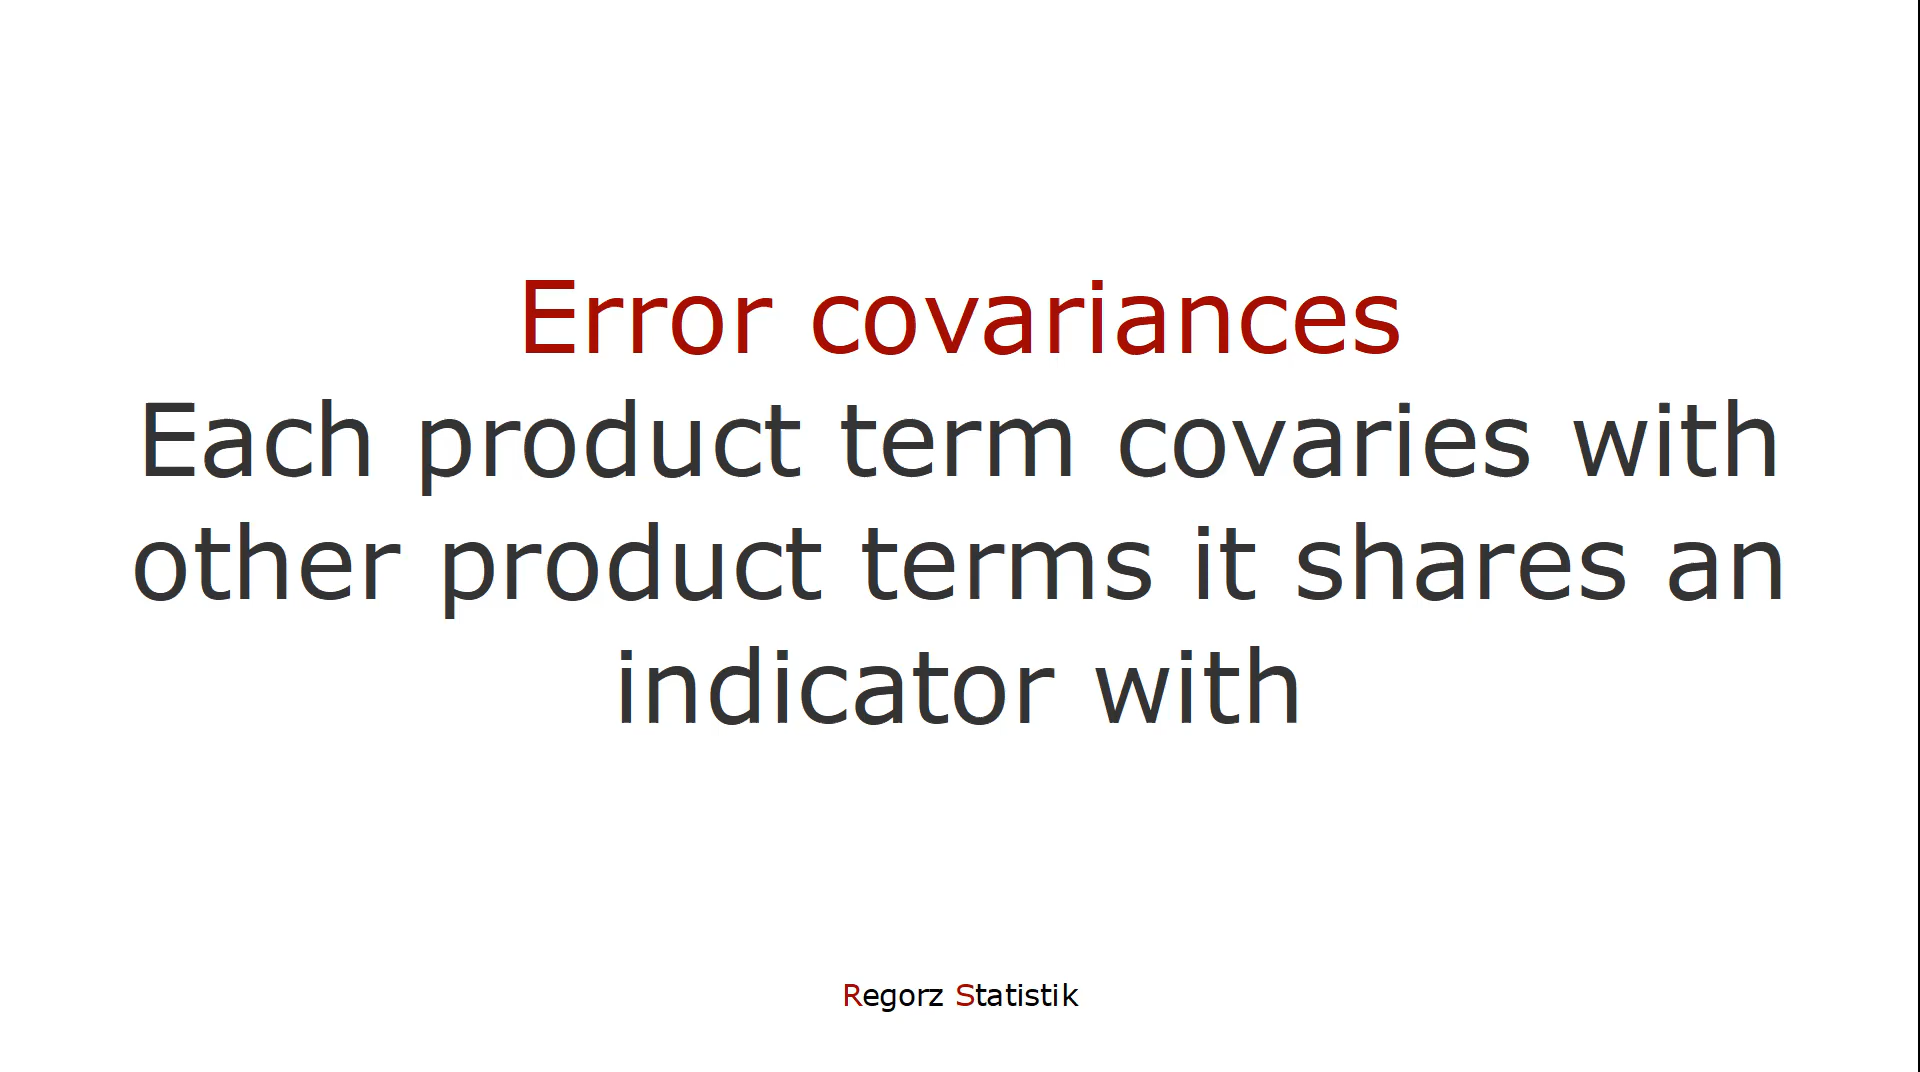 Error covariances
Each product term covaries with
other product terms it shares an
indicator with
Regorz Statistik